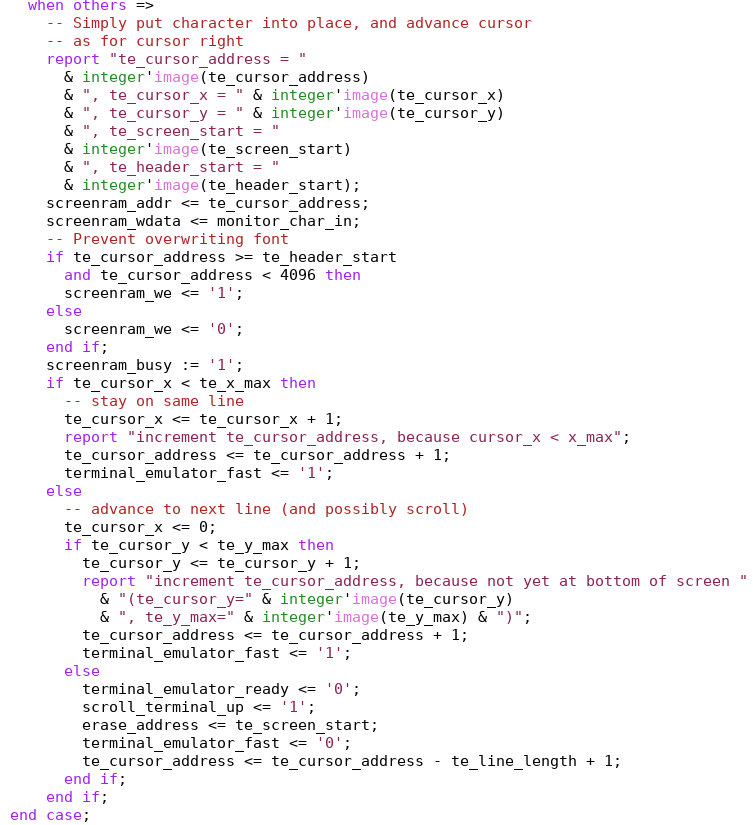 when others =>
    -- Simply put character into place, and advance cursor
    -- as for cursor right
    report "te_cursor_address = "
      & integer'image(te_cursor_address)
      & ", te_cursor_x = " & integer'image(te_cursor_x)
      & ", te_cursor_y = " & integer'image(te_cursor_y)
      & ", te_screen_start = "
      & integer'image(te_screen_start)
      & ", te_header_start = "
      & integer'image(te_header_start);
    screenram_addr <= te_cursor_address;
    screenram_wdata <= monitor_char_in;
    -- Prevent overwriting font
    if te_cursor_address >= te_header_start
      and te_cursor_address < 4096 then
      screenram_we <= '1';
    else
      screenram_we <= '0';
    end if;
    screenram_busy := '1';
    if te_cursor_x < te_x_max then
      -- stay on same line
      te_cursor_x <= te_cursor_x + 1;
      report "increment te_cursor_address, because cursor_x < x_max";
      te_cursor_address <= te_cursor_address + 1;
      terminal_emulator_fast <= '1';
    else
      -- advance to next line (and possibly scroll)
      te_cursor_x <= 0;
      if te_cursor_y < te_y_max then
        te_cursor_y <= te_cursor_y + 1;
        report "increment te_cursor_address, because not yet at bottom of screen "
          & "(te_cursor_y=" & integer'image(te_cursor_y)
          & ", te_y_max=" & integer'image(te_y_max) & ")";
        te_cursor_address <= te_cursor_address + 1;
        terminal_emulator_fast <= '1';
      else
        terminal_emulator_ready <= '0';
        scroll_terminal_up <= '1';
        erase_address <= te_screen_start;
        terminal_emulator_fast <= '0';
        te_cursor_address <= te_cursor_address - te_line_length + 1;
      end if;
    end if;
end case;